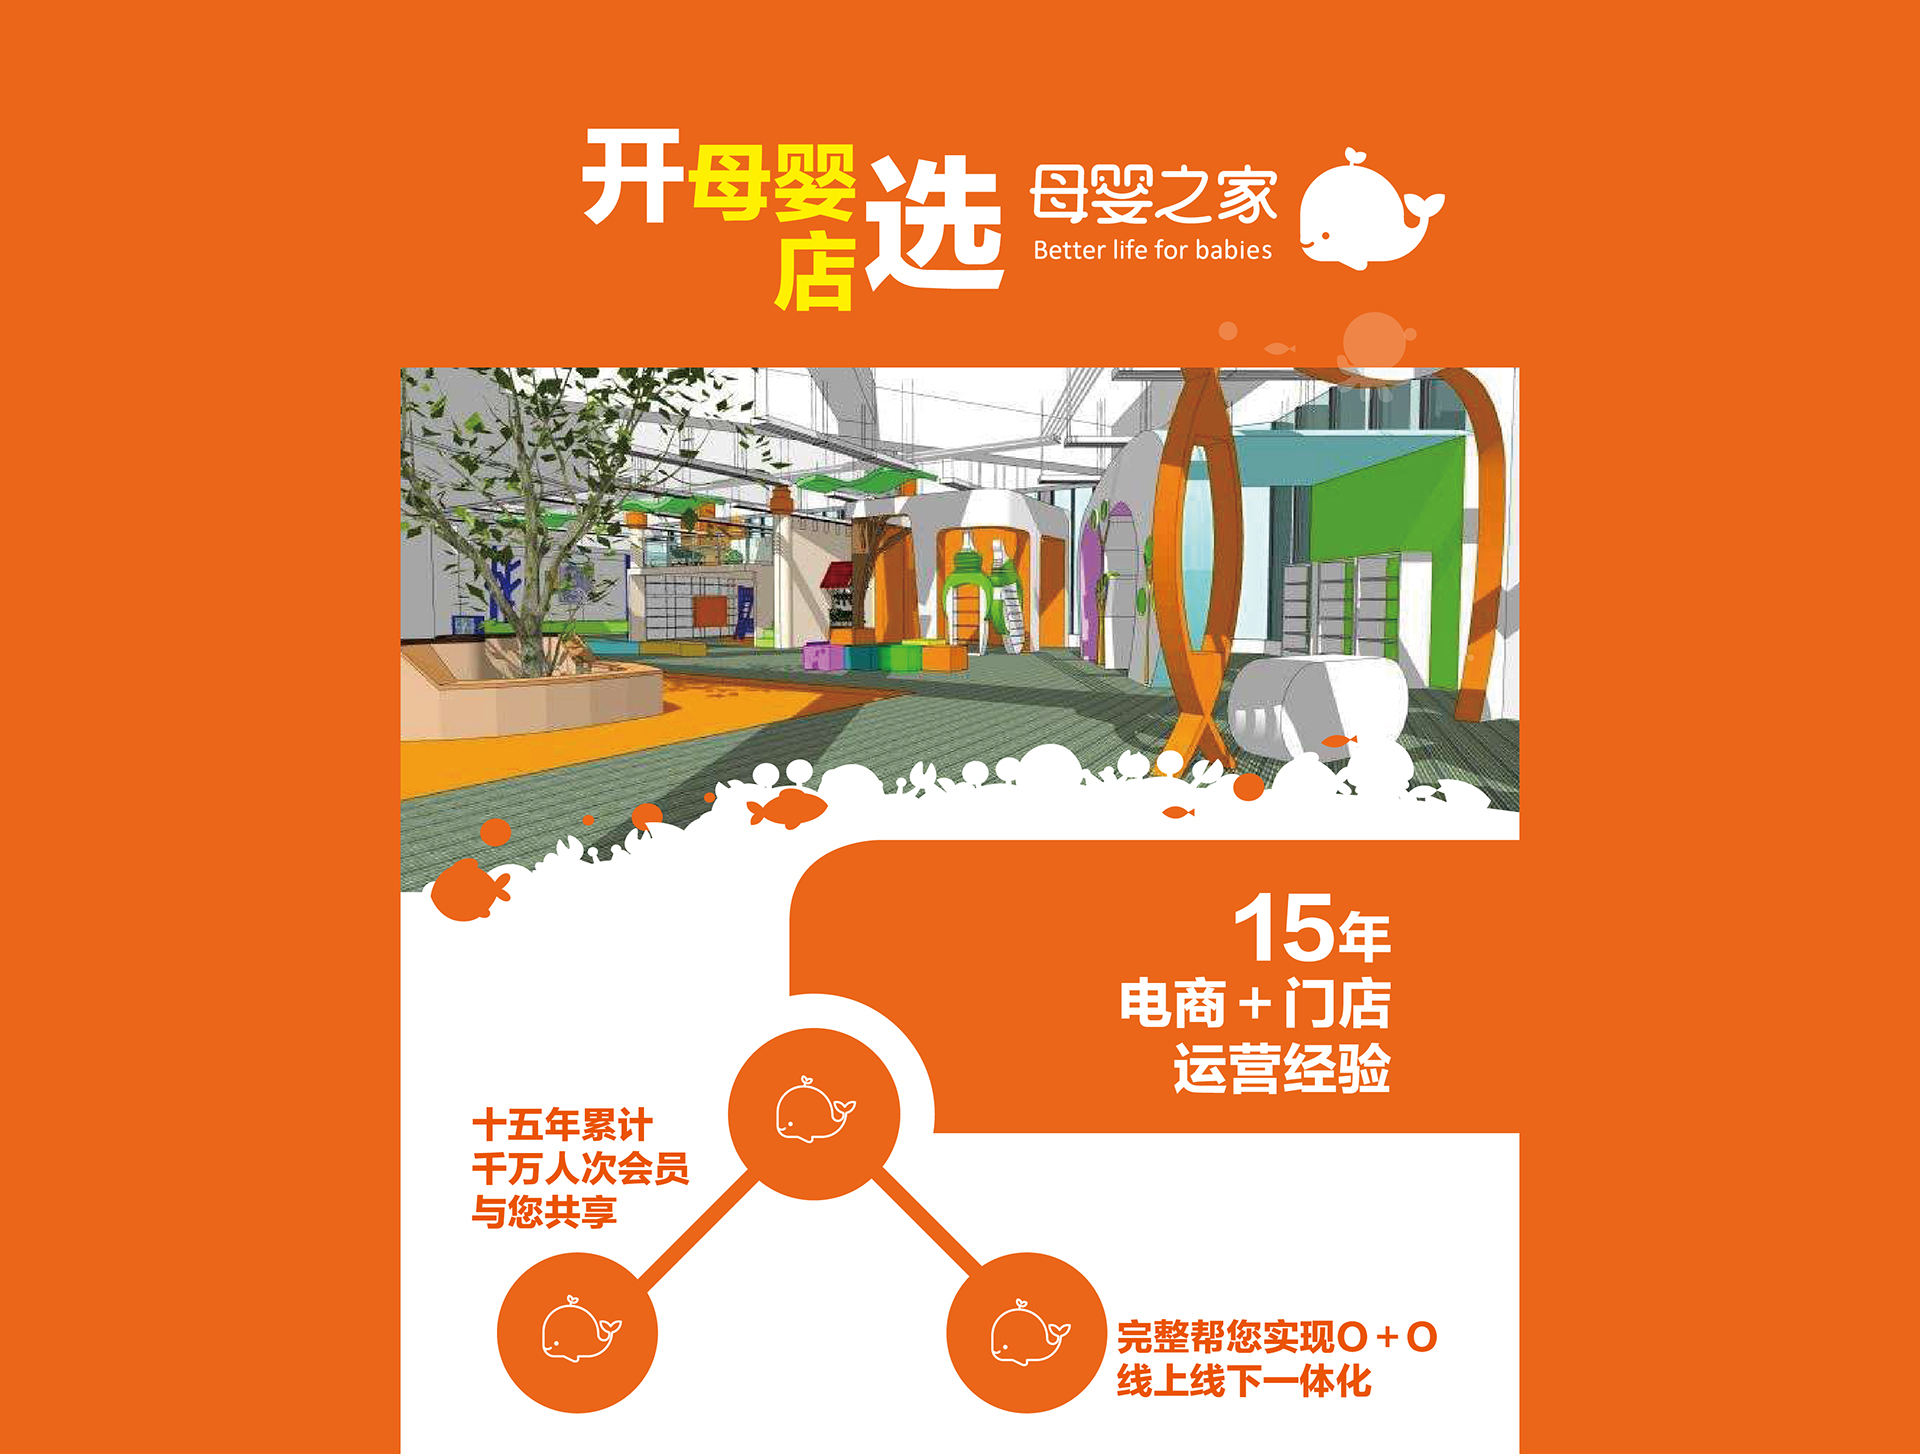 开母婴店选
母婴之家
Better life for babies
15年
电商+门店
运营经验
十五年累计
千万人次会员
与您共享
完整帮您实现O+O
线上线下一体化